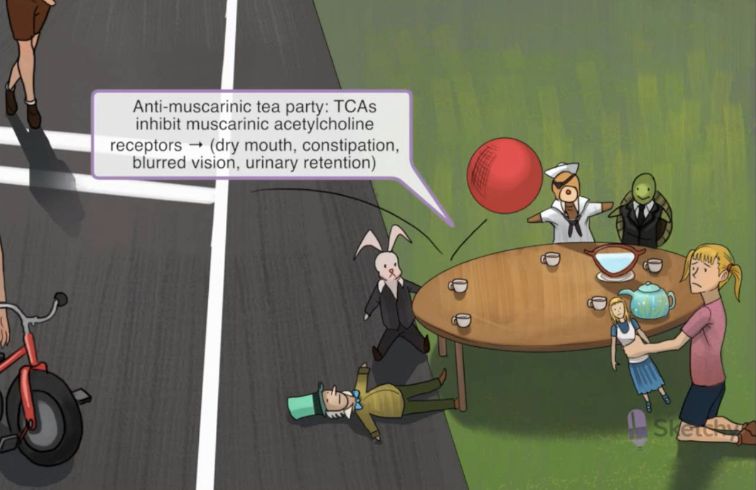 Anti-muscarinic tea party: TCAs
inhibit muscarinic acetylcholine
receptors → (dry mouth, constipation,
blurred vision, urinary retention)
Sketchy